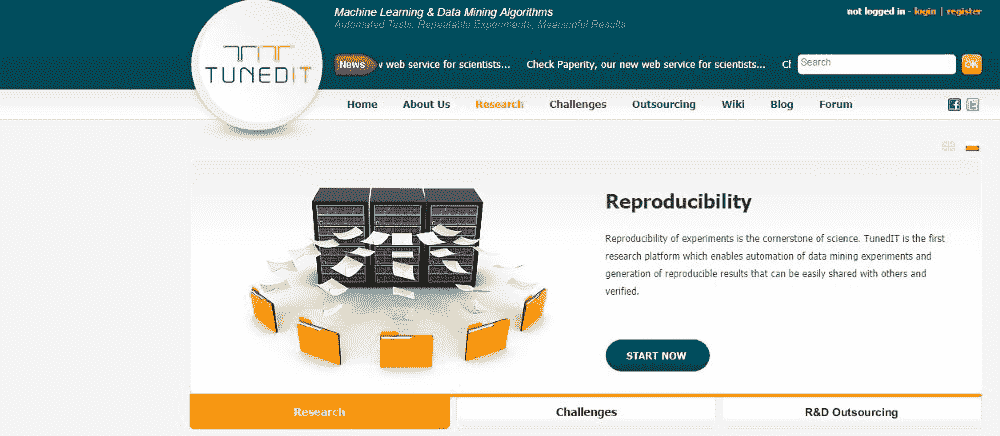 Machine Learning & Data Mining Algorithms
Automated Tests, Repeatable Experiments, Meaningful Results
not logged in - login | register
TUNEDIT
News
w web service for scientists... Check Paperity, our new web service for scientists... Ch
Search
OK
Home About Us Research Challenges Outsourcing Wiki Blog Forum
Reproducibility
Reproducibility of experiments is the cornerstone of science. TunedIT is the first
research platform which enables automation of data mining experiments and
generation of reproducible results that can be easily shared with others and
verified.
START NOW
Research Challenges R&D Outsourcing